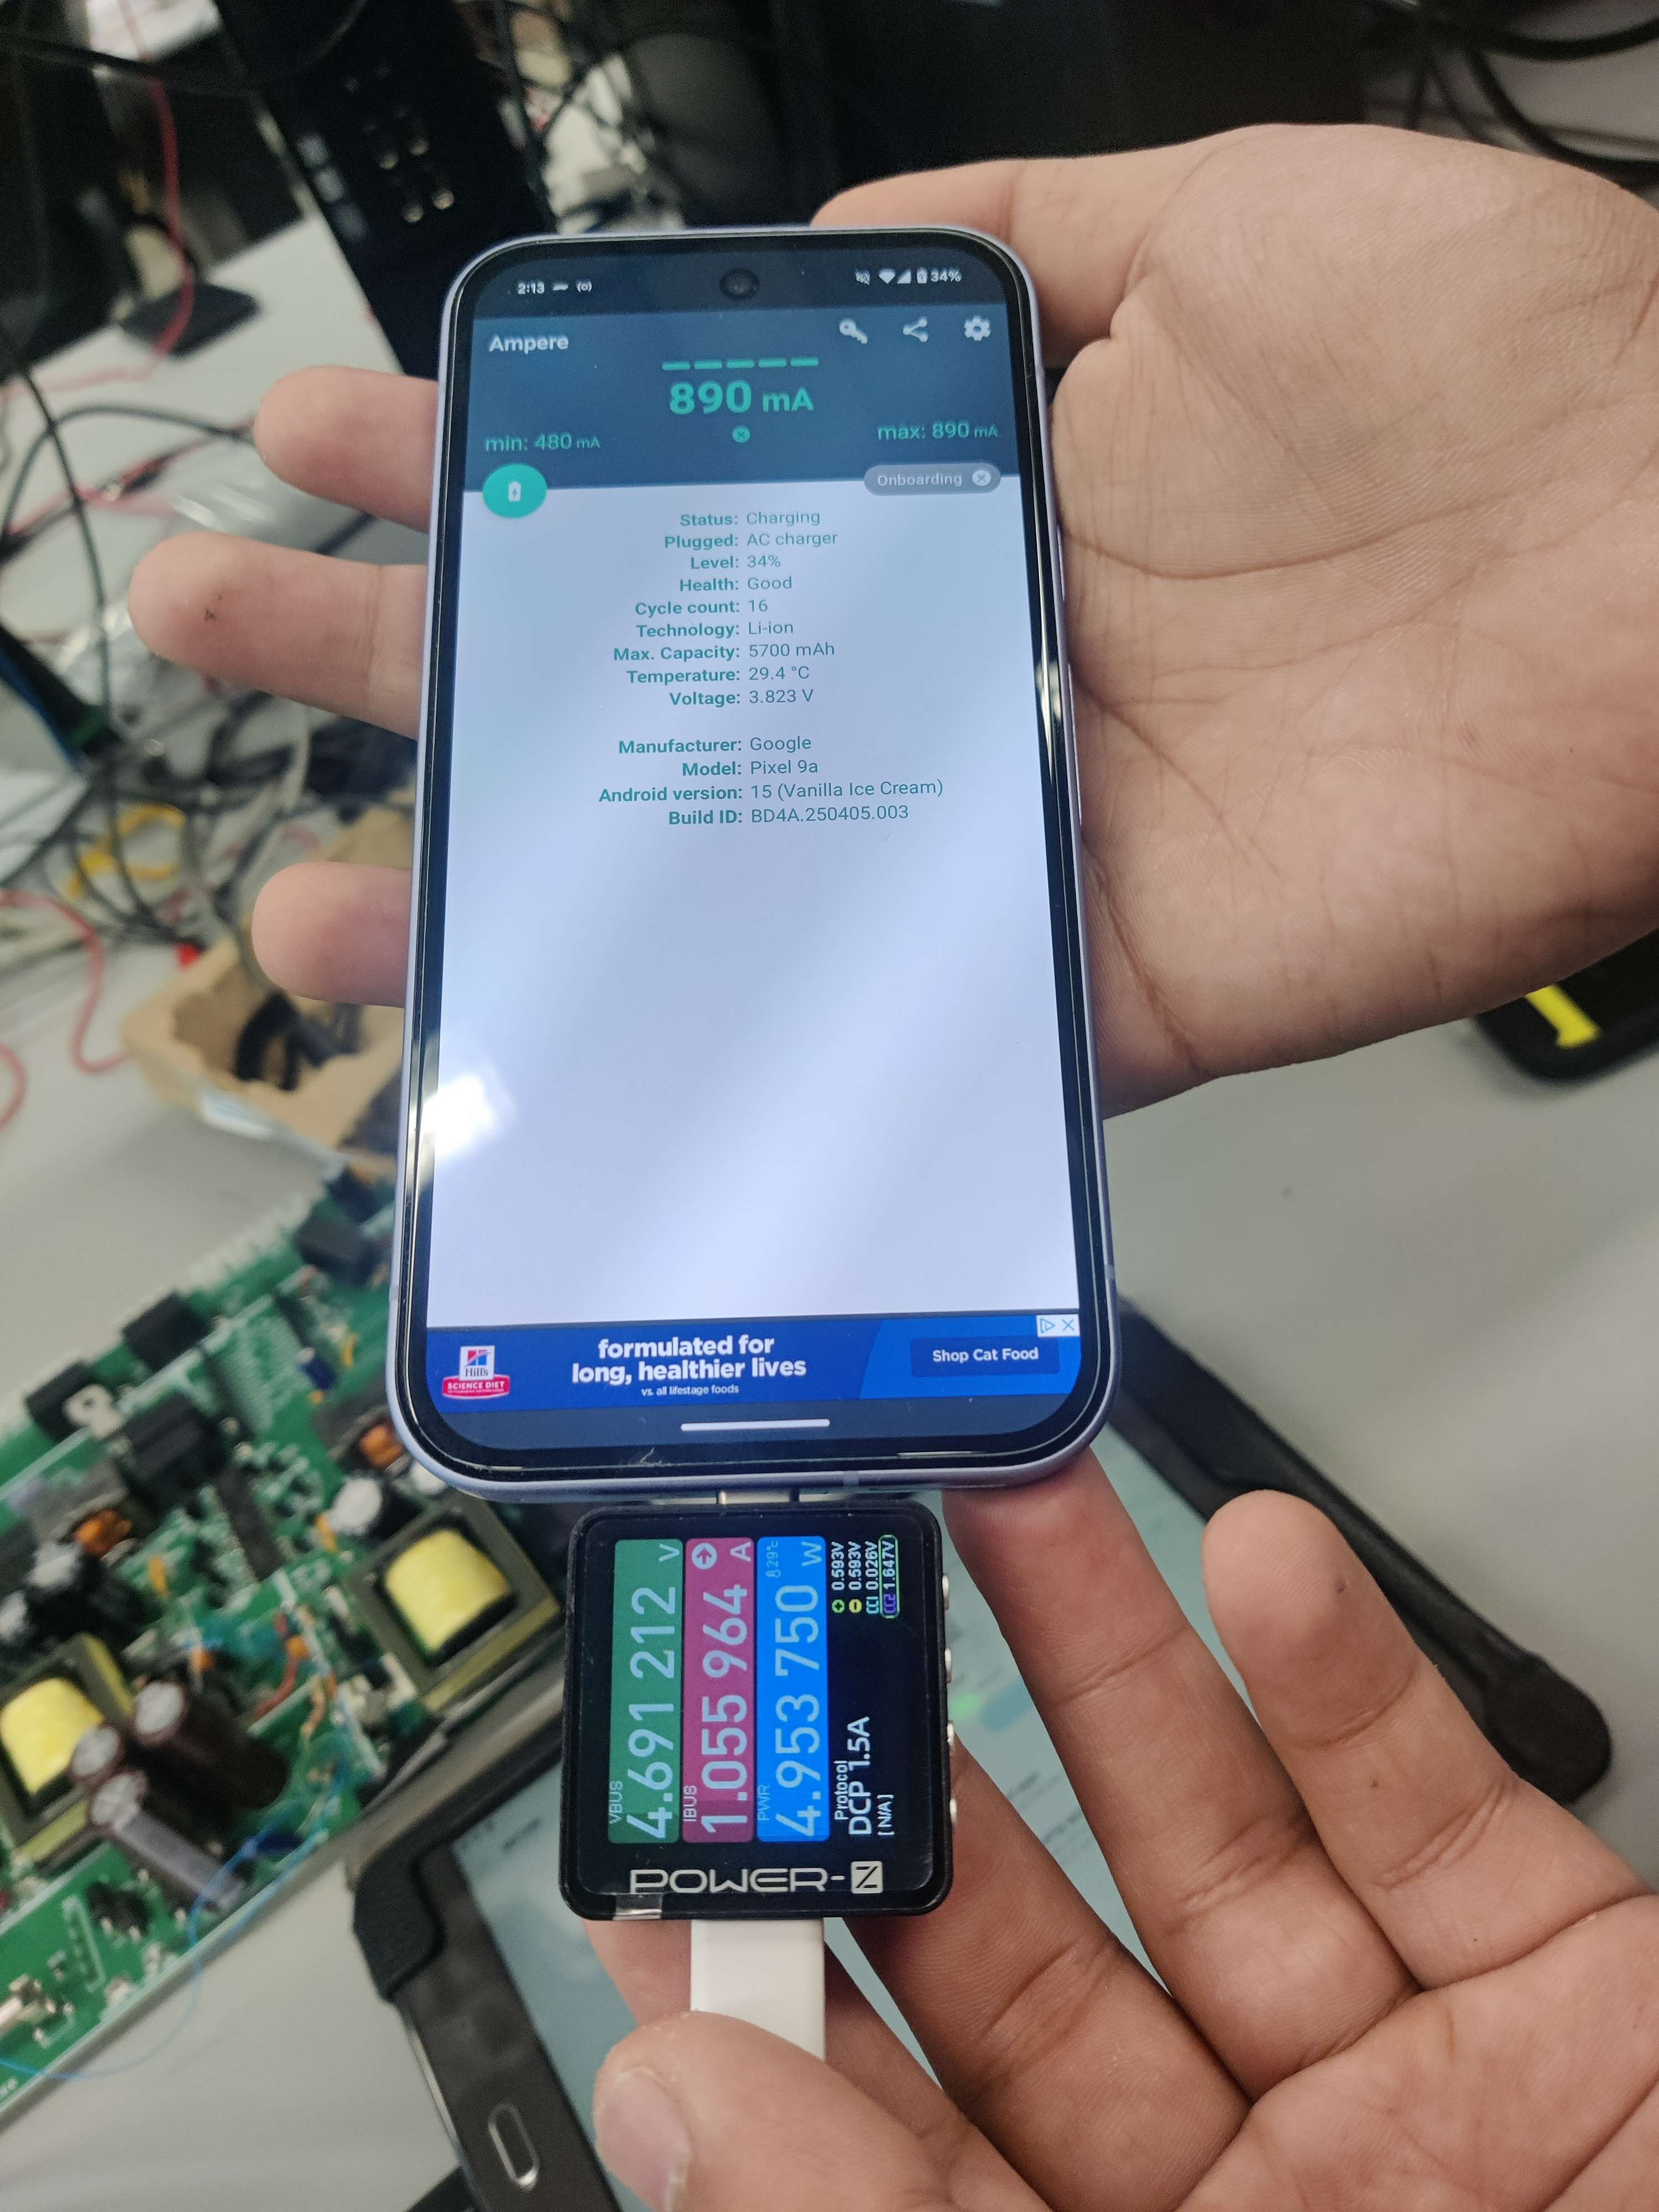 2:13
34%
Ampere
890 mA
min: 480 mA
max: 890 mA
Onboarding
Status: Charging
Plugged: AC charger
Level: 34%
Health: Good
Cycle count: 16
Technology: Li-ion
Max. Capacity: 5700 mAh
Temperature: 29.4 °C
Voltage: 3.823 V
Manufacturer: Google
Model: Pixel 9a
Android version: 15 (Vanilla Ice Cream)
Build ID: BD4A.250405.003
Hill's
SCIENCE DIET
formulated for
long, healthier lives
vs. all lifestage foods
Shop Cat Food
VBUS
4.691 212 V
IBUS
1.055 964 A
PWR
4.953 750 W
Protocol
DCP 1.5A
[N/A]
0.593V
0.593V
CC1 0.026V
CC2 1.647V
POWER-Z